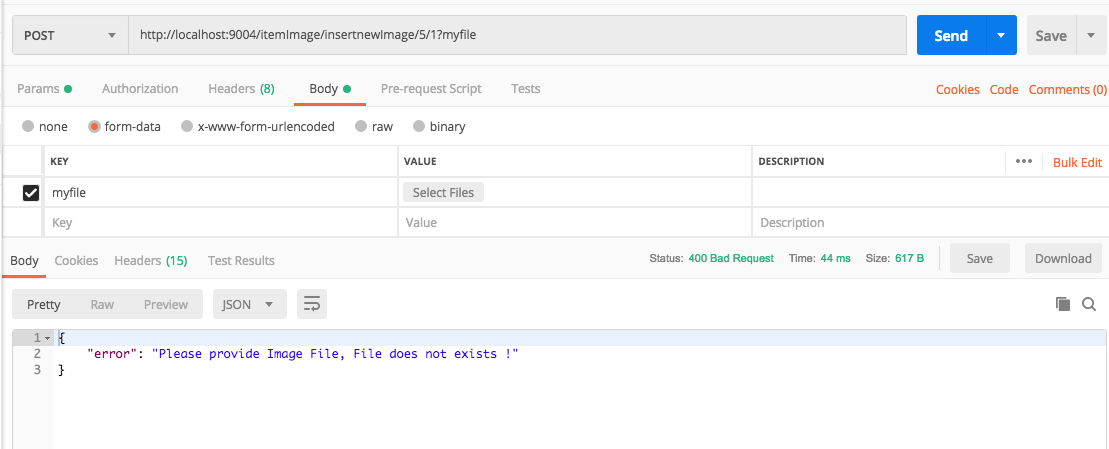 POST http://localhost:9004/itemImage/insertnewImage/5/1?myfile Send Save
Params Authorization Headers (8) Body Pre-request Script Tests Cookies Code Comments (0)
none form-data x-www-form-urlencoded raw binary
KEY VALUE DESCRIPTION ••• Bulk Edit
myfile Select Files
Key Value Description
Body Cookies Headers (15) Test Results Status: 400 Bad Request Time: 44 ms Size: 617 B Save Download
Pretty Raw Preview JSON
1 {
2 "error": "Please provide Image File, File does not exists !"
3 }